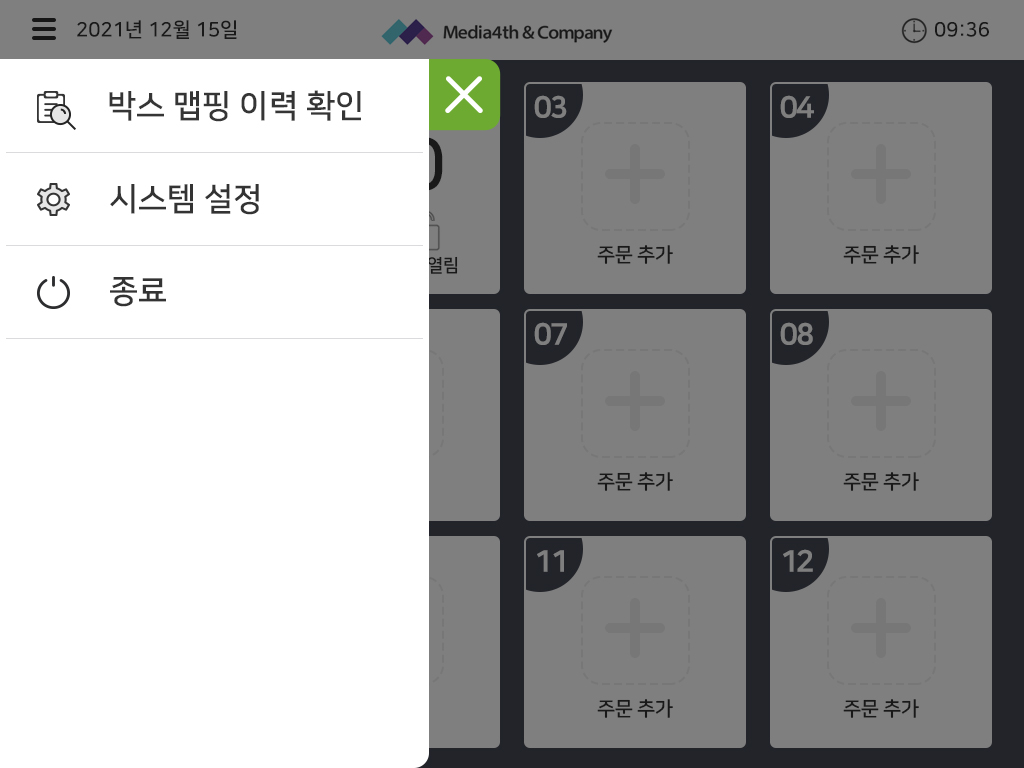 2021년 12월 15일
Media4th & Company
09:36
박스 맵핑 이력 확인
시스템 설정
종료
열림
03
주문 추가
04
주문 추가
07
주문 추가
08
주문 추가
11
주문 추가
12
주문 추가